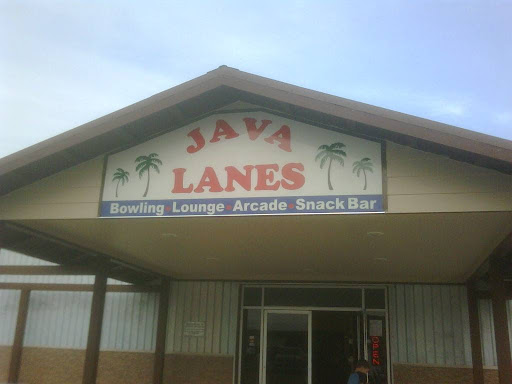 JAVA
LANES
Bowling Lounge Arcade Snack Bar